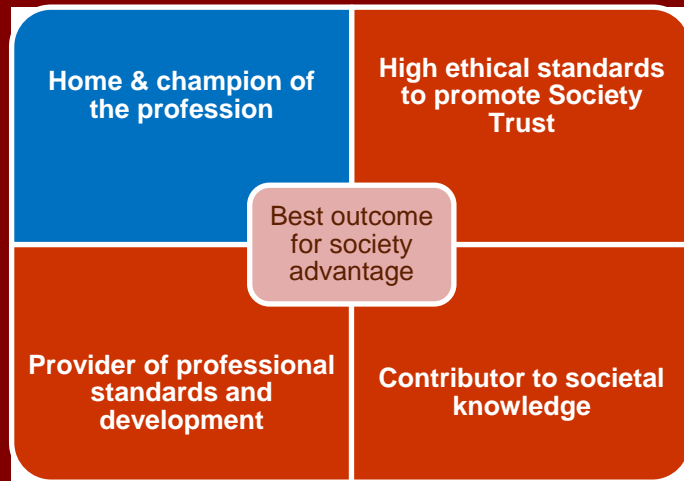 Home & champion of
the profession
High ethical standards
to promote Society
Trust
Best outcome
for society
advantage
Provider of professional
standards and
development
Contributor to societal
knowledge